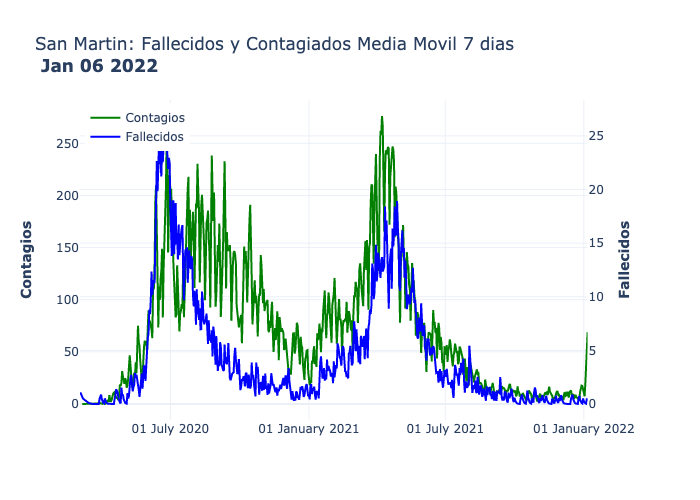 San Martin: Fallecidos y Contagiados Media Movil 7 dias
Jan 06 2022
Contagios
Fallecidos
250
200
150
100
50
0
25
20
15
10
5
0
Contagios
Fallecidos
01 July 2020
01 January 2021
01 July 2021
01 January 2022